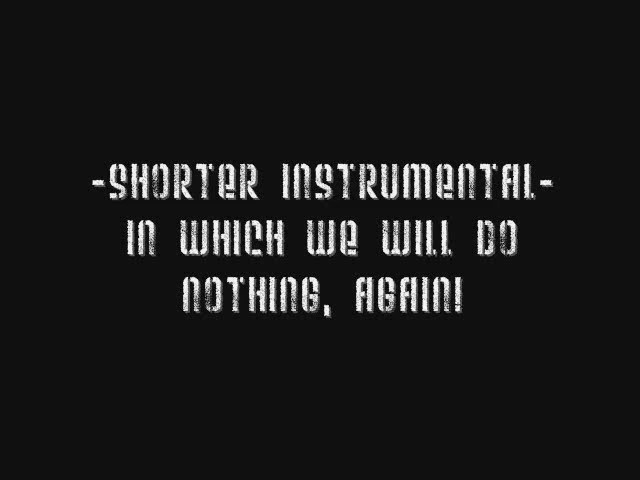 -SHORTER INSTRUMENTAL-
IN WHICH WE WILL DO
NOTHING, AGAIN!